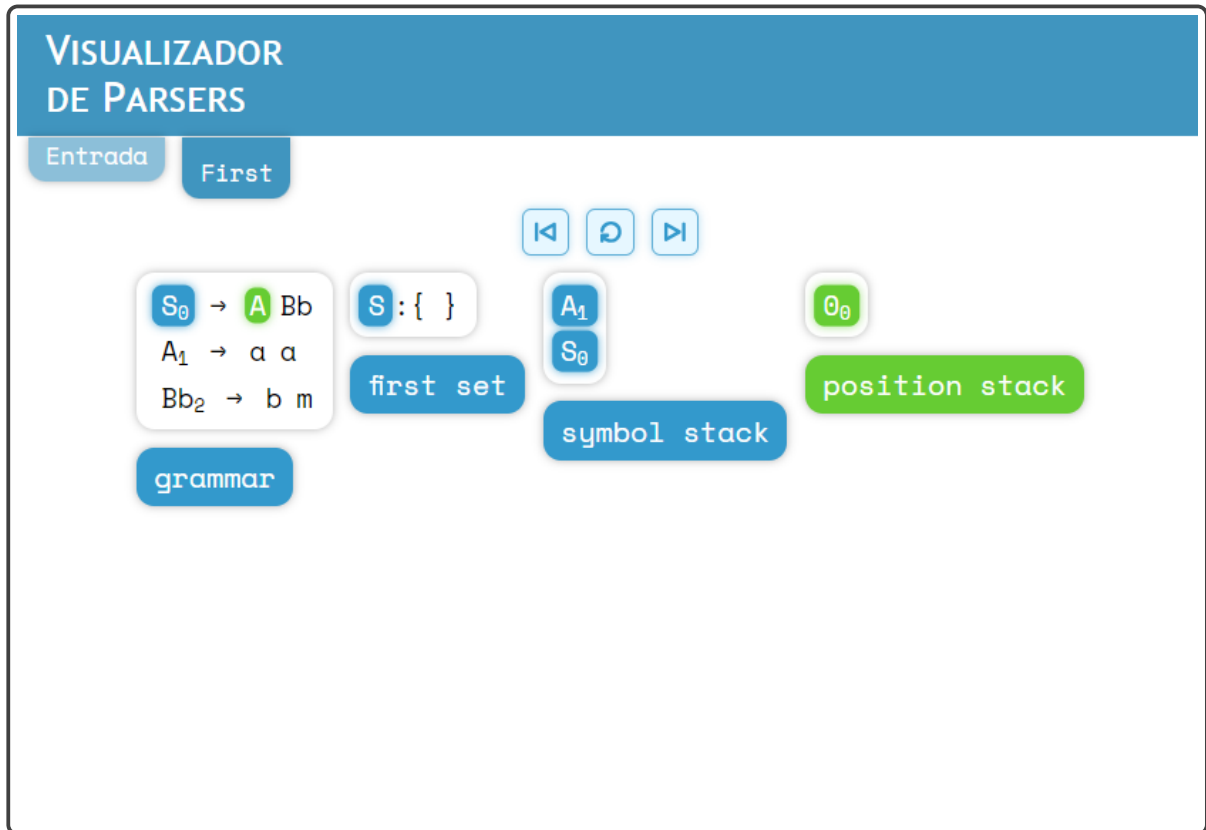 VISUALIZADOR
DE PARSERS
Entrada
First
S₀ → A Bb
A₁ → a a
Bb₂ → b m
grammar
S:{ }
first set
A₁
S₀
symbol stack
0₀
position stack